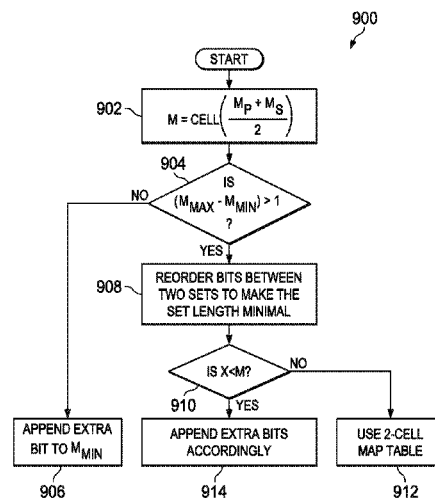 900
START
902
M = CELL( (M_P + M_S) / 2 )
904
IS
(M_MAX - M_MIN) > 1
?
NO
YES
908
REORDER BITS BETWEEN
TWO SETS TO MAKE THE
SET LENGTH MINIMAL
IS X<M?
NO
910
YES
APPEND EXTRA
BIT TO M_MIN
APPEND EXTRA BITS
ACCORDINGLY
USE 2-CELL
MAP TABLE
906
914
912